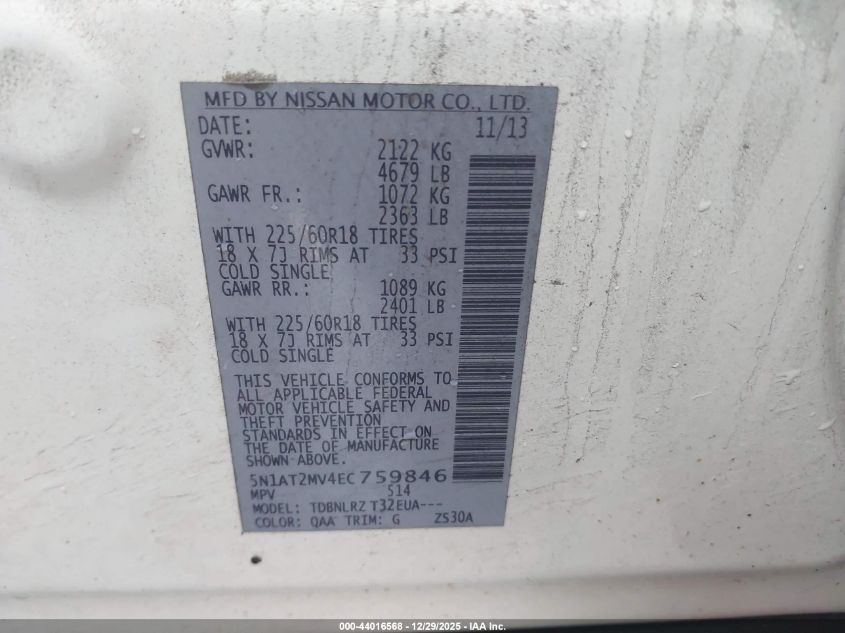 MFD BY NISSAN MOTOR CO., LTD.
DATE: 11/13
GVWR: 2122 KG
4679 LB
GAWR FR.: 1072 KG
2363 LB
WITH 225/60R18 TIRES
18 X 7J RIMS AT 33 PSI
COLD SINGLE
GAWR RR.: 1089 KG
2401 LB
WITH 225/60R18 TIRES
18 X 7J RIMS AT 33 PSI
COLD SINGLE
THIS VEHICLE CONFORMS TO
ALL APPLICABLE FEDERAL
MOTOR VEHICLE SAFETY AND
THEFT PREVENTION
STANDARDS IN EFFECT ON
THE DATE OF MANUFACTURE
SHOWN ABOVE.
5N1AT2MV4EC759846
MPV 514
MODEL: TDBNLRZ T32EUA---
COLOR: QAA TRIM: G ZS30A
000-44016568 - 12/29/2025 - IAA Inc.